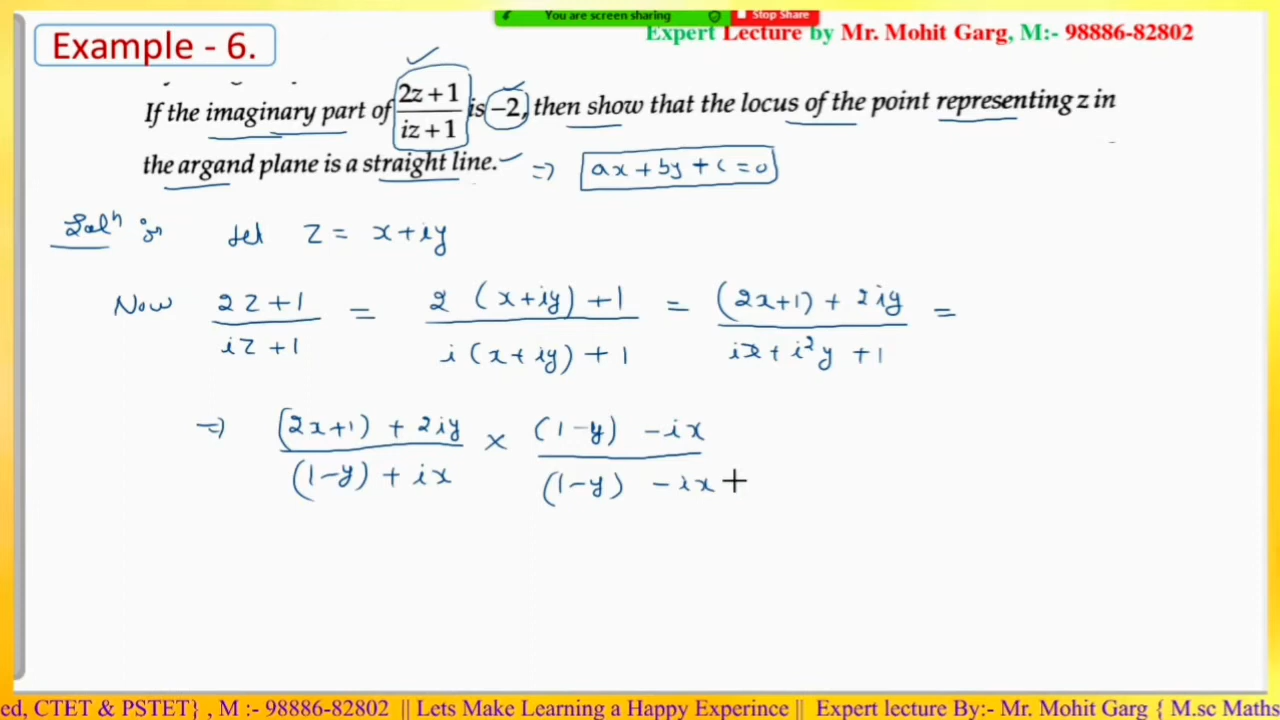 You are screen sharing Stop Share
Example - 6.
Expert Lecture by Mr. Mohit Garg, M:- 98886-82802
If the imaginary part of (2z + 1)/(iz + 1) is –2, then show that the locus of the point representing z in
the argand plane is a straight line. ⇒ ax + by + c = 0
Solⁿ :- Let z = x + iy
Now (2z + 1)/(iz + 1) = (2 (x + iy) + 1)/(i (x + iy) + 1) = ((2x+1) + 2iy)/(ix + i²y + 1) =
⇒ ((2x+1) + 2iy)/((1-y) + ix) × ((1-y) - ix)/((1-y) - ix)
ed, CTET & PSTET} , M :- 98886-82802 || Lets Make Learning a Happy Experince || Expert lecture By:- Mr. Mohit Garg { M.sc Maths